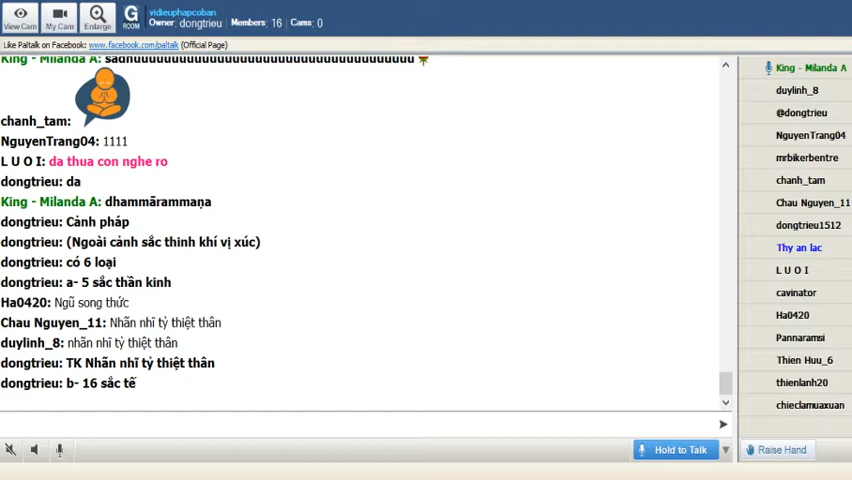 View Cam
My Cam
Enlarge
G
ROOM
vidieuphapcoban
Owner: dongtrieu Members: 16 Cams: 0
Like Paltalk on Facebook: www.facebook.com/paltalk (Official Page)
King - Milanda A:
chanh_tam:
NguyenTrang04: 1111
L U O I: da thua con nghe ro
dongtrieu: da
King - Milanda A: dhammārammaṇa
dongtrieu: Cảnh pháp
dongtrieu: (Ngoài cảnh sắc thinh khí vị xúc)
dongtrieu: có 6 loại
dongtrieu: a- 5 sắc thần kinh
Ha0420: Ngũ song thức
Chau Nguyen_11: Nhãn nhĩ tỷ thiệt thân
duylinh_8: nhãn nhĩ tỷ thiệt thân
dongtrieu: TK Nhãn nhĩ tỷ thiệt thân
dongtrieu: b- 16 sắc tế
King - Milanda A
duylinh_8
@dongtrieu
NguyenTrang04
mrbikerbentre
chanh_tam
Chau Nguyen_11
dongtrieu1512
Thy an lac
L U O I
cavinator
Ha0420
Pannaramsi
Thien Huu_6
thienlanh20
chieclamuaxuan
Hold to Talk
Raise Hand